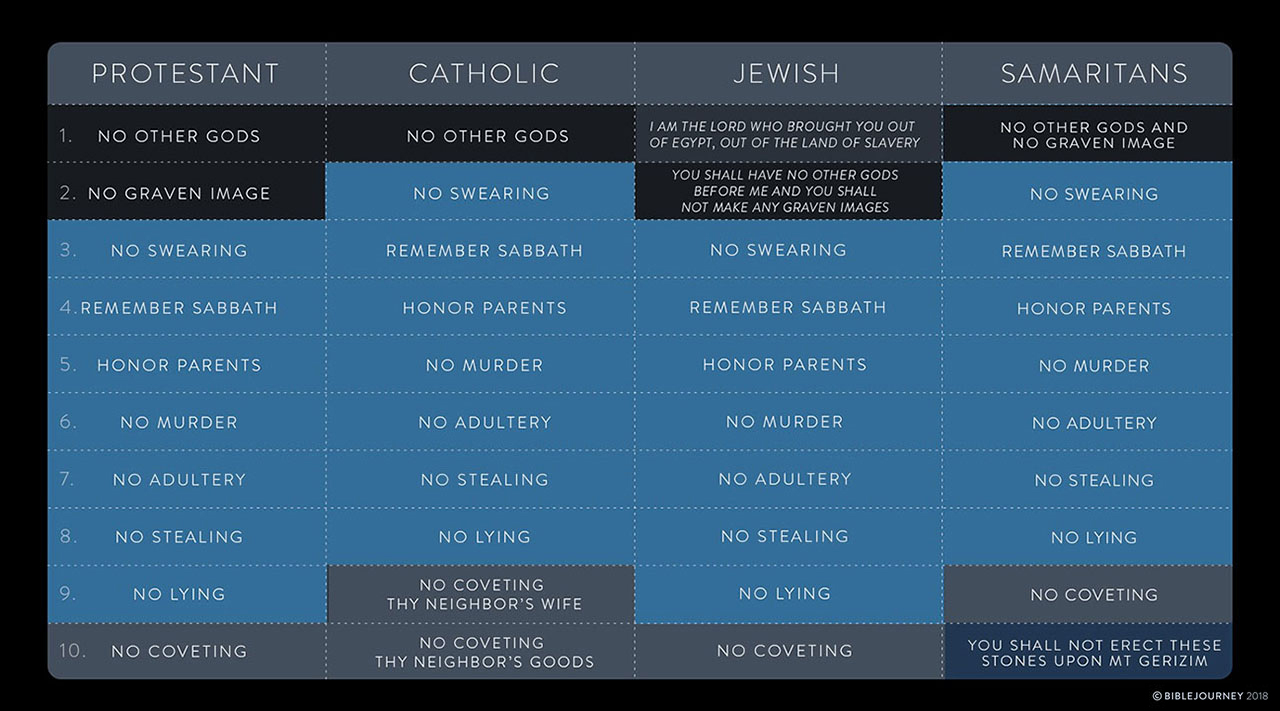 PROTESTANT CATHOLIC JEWISH SAMARITANS
1. NO OTHER GODS
NO OTHER GODS
I AM THE LORD WHO BROUGHT YOU OUT
OF EGYPT, OUT OF THE LAND OF SLAVERY
NO OTHER GODS AND
NO GRAVEN IMAGE
2. NO GRAVEN IMAGE
NO SWEARING
YOU SHALL HAVE NO OTHER GODS
BEFORE ME AND YOU SHALL
NOT MAKE ANY GRAVEN IMAGES
NO SWEARING
3. NO SWEARING REMEMBER SABBATH NO SWEARING REMEMBER SABBATH
4. REMEMBER SABBATH HONOR PARENTS REMEMBER SABBATH HONOR PARENTS
5. HONOR PARENTS NO MURDER HONOR PARENTS NO MURDER
6. NO MURDER NO ADULTERY NO MURDER NO ADULTERY
7. NO ADULTERY NO STEALING NO ADULTERY NO STEALING
8. NO STEALING NO LYING NO STEALING NO LYING
9. NO LYING
NO COVETING
THY NEIGHBOR'S WIFE
NO LYING
NO COVETING
10. NO COVETING
NO COVETING
THY NEIGHBOR'S GOODS
NO COVETING
YOU SHALL NOT ERECT THESE
STONES UPON MT GERIZIM
© BIBLEJOURNEY 2018